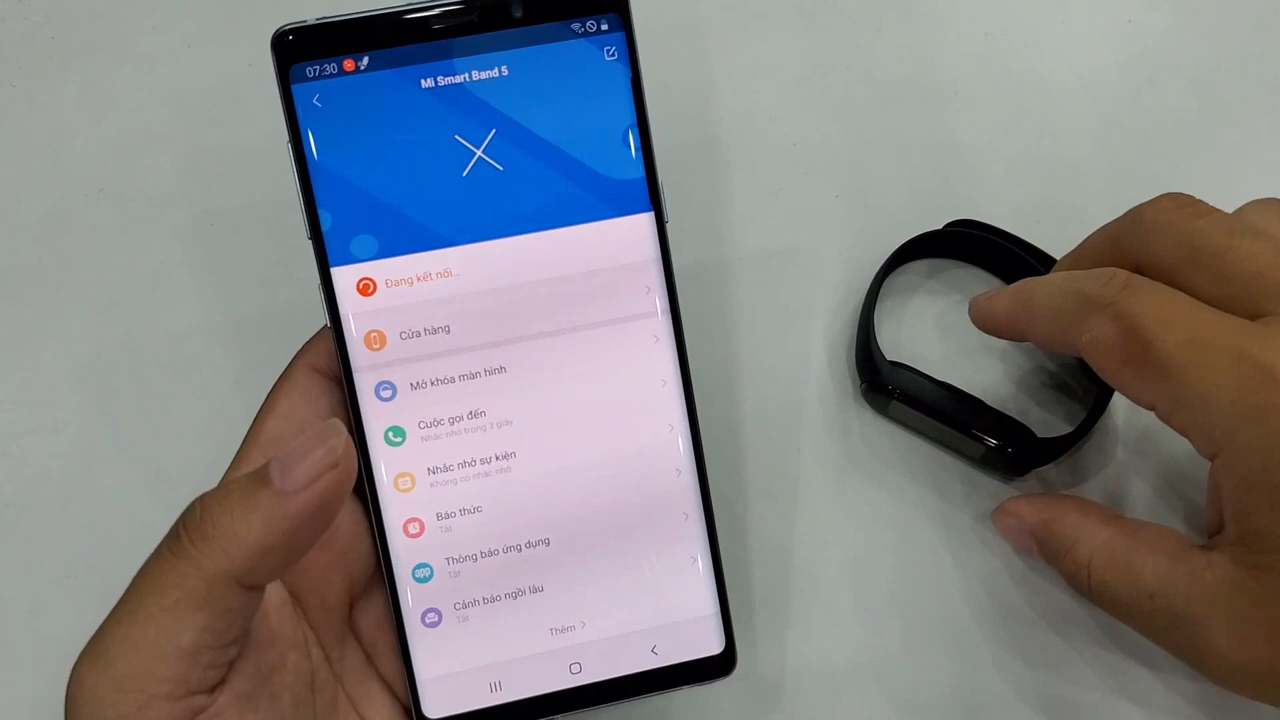 07:30
Mi Smart Band 5
Đang kết nối...
Cửa hàng
Mở khóa màn hình
Cuộc gọi đến
Nhắc nhở trong 3 giây
Nhắc nhở sự kiện
Không có nhắc nhở
Báo thức
Tắt
Thông báo ứng dụng
Tắt
app
Cảnh báo ngồi lâu
Tắt
Thêm